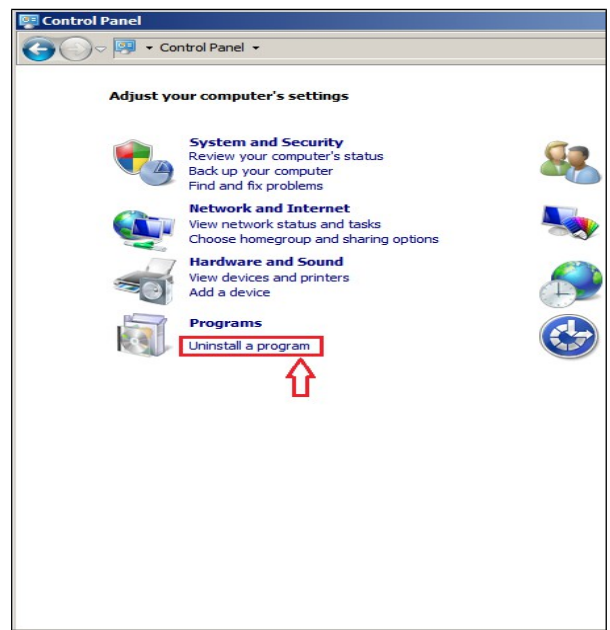 Control Panel
Control Panel
Adjust your computer's settings
System and Security
Review your computer's status
Back up your computer
Find and fix problems
Network and Internet
View network status and tasks
Choose homegroup and sharing options
Hardware and Sound
View devices and printers
Add a device
Programs
Uninstall a program